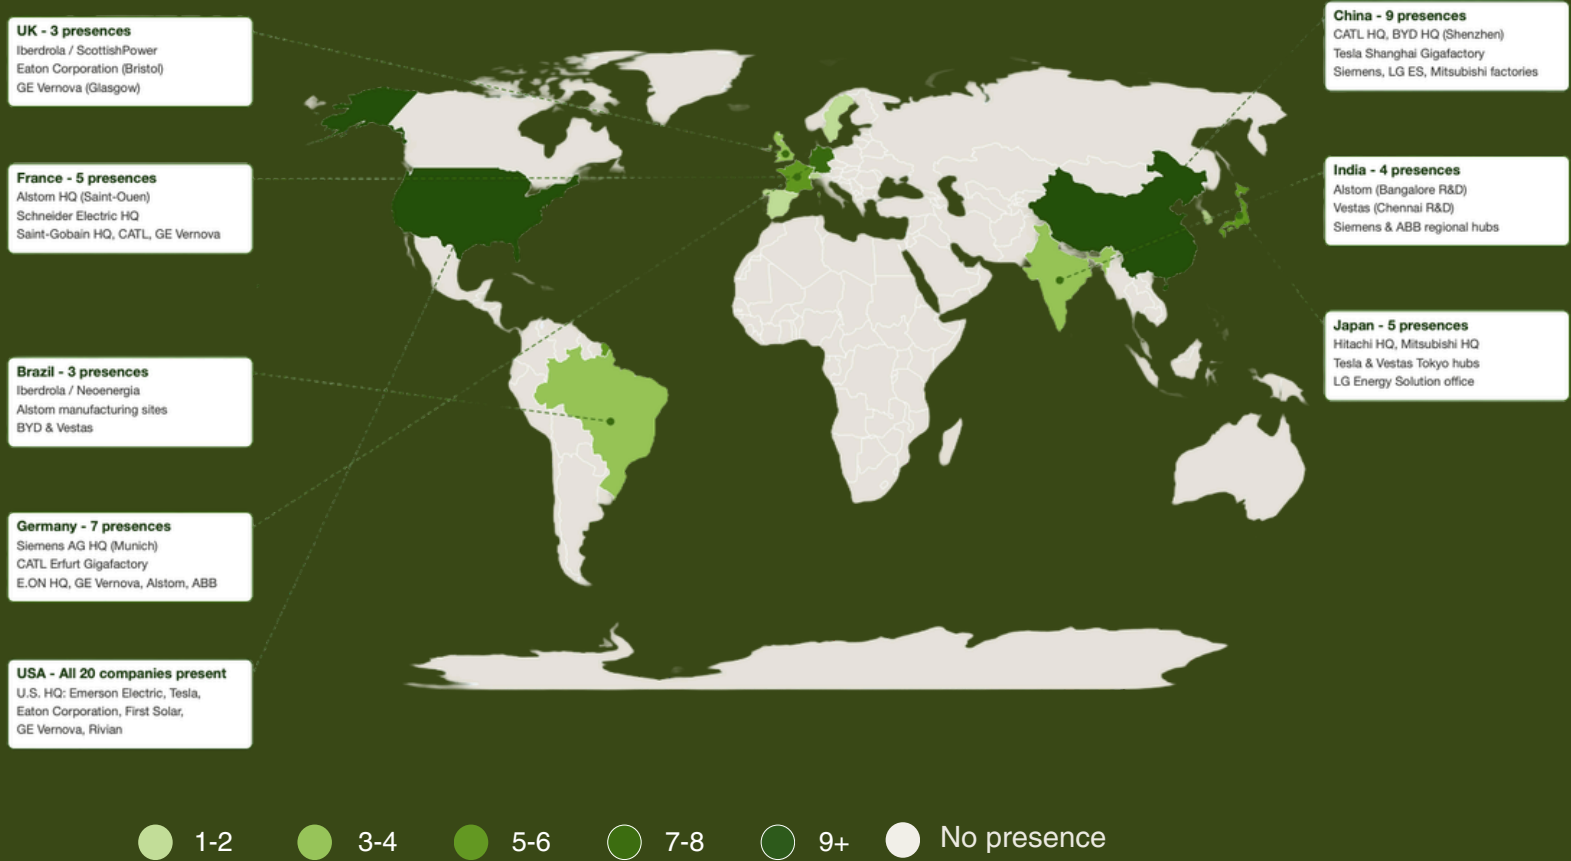 UK - 3 presences
Iberdrola / ScottishPower
Eaton Corporation (Bristol)
GE Vernova (Glasgow)
France - 5 presences
Alstom HQ (Saint-Ouen)
Schneider Electric HQ
Saint-Gobain HQ, CATL, GE Vernova
Brazil - 3 presences
Iberdrola / Neoenergia
Alstom manufacturing sites
BYD & Vestas
Germany - 7 presences
Siemens AG HQ (Munich)
CATL Erfurt Gigafactory
E.ON HQ, GE Vernova, Alstom, ABB
USA - All 20 companies present
U.S. HQ: Emerson Electric, Tesla,
Eaton Corporation, First Solar,
GE Vernova, Rivian
China - 9 presences
CATL HQ, BYD HQ (Shenzhen)
Tesla Shanghai Gigafactory
Siemens, LG ES, Mitsubishi factories
India - 4 presences
Alstom (Bangalore R&D)
Vestas (Chennai R&D)
Siemens & ABB regional hubs
Japan - 5 presences
Hitachi HQ, Mitsubishi HQ
Tesla & Vestas Tokyo hubs
LG Energy Solution office
1-2
3-4
5-6
7-8
9+
No presence